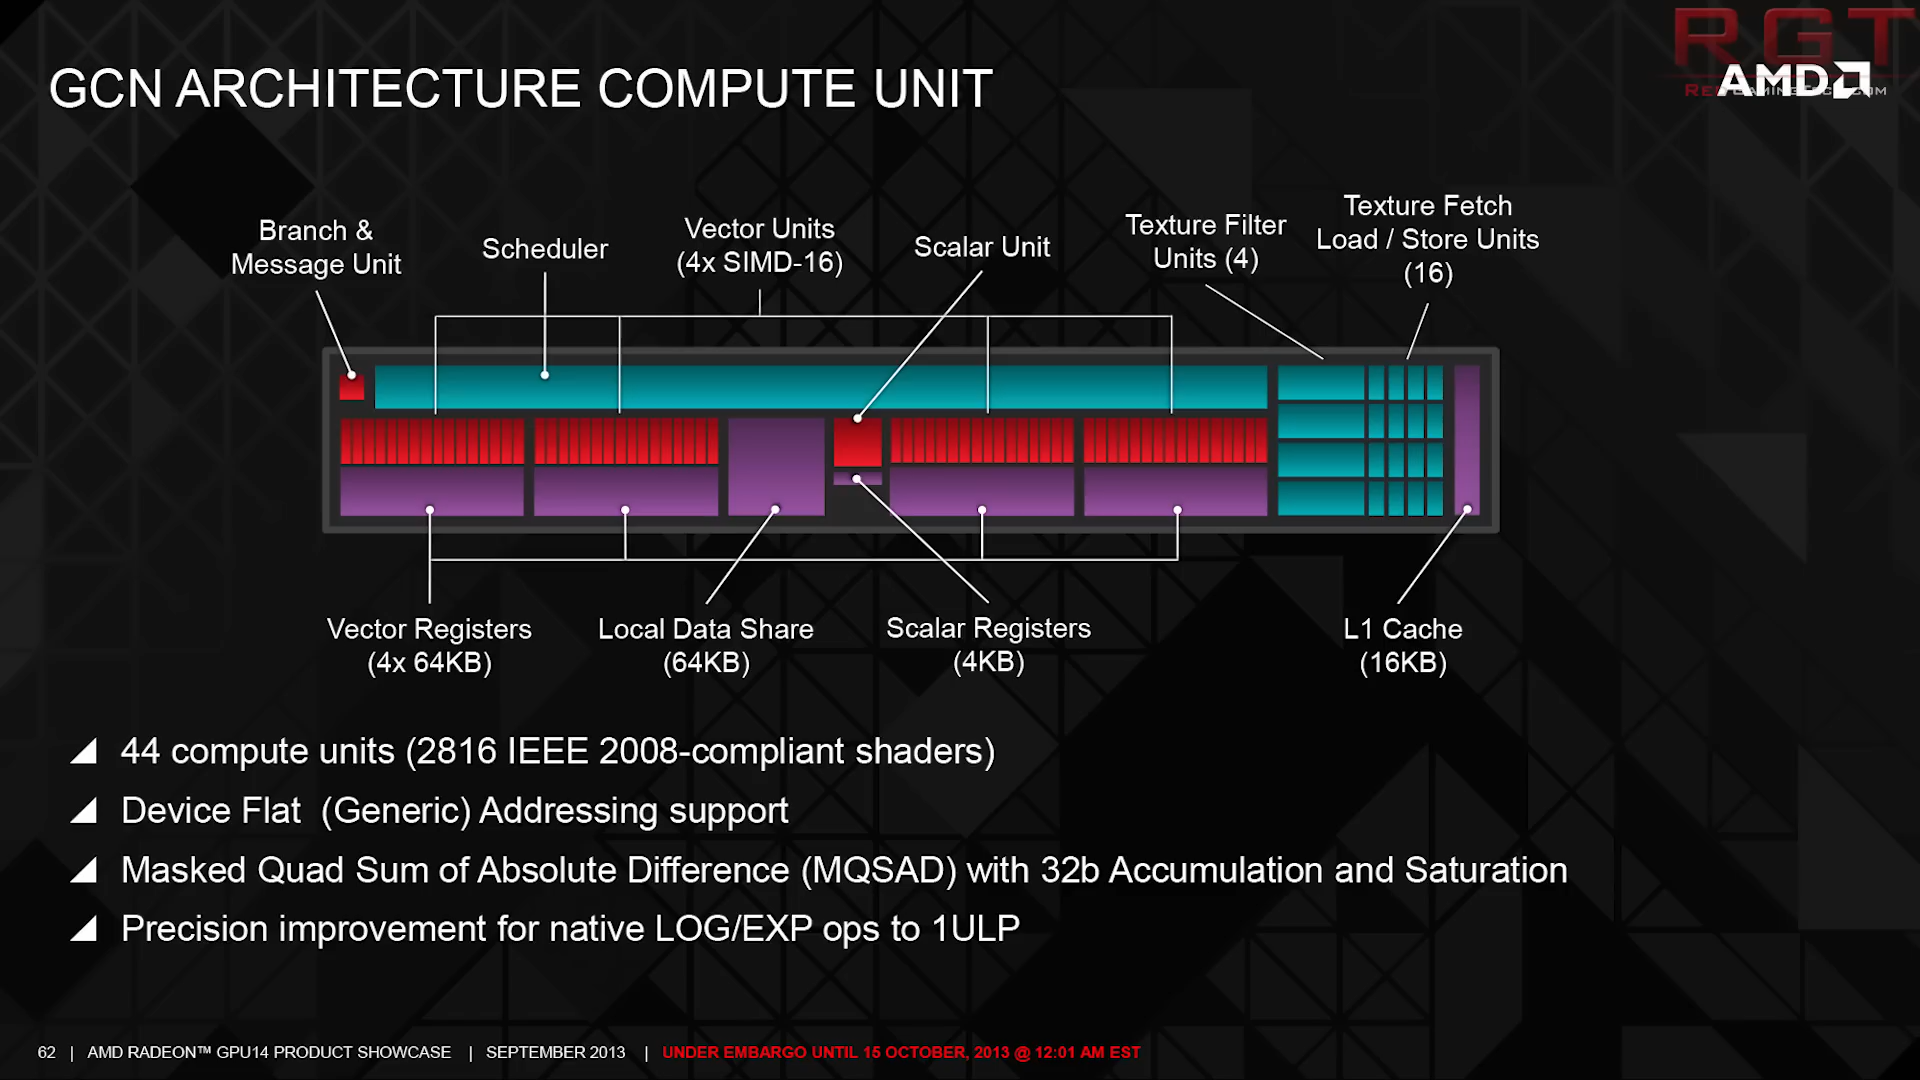 RGT
AMD
REDGAMINGTECH.COM
GCN ARCHITECTURE COMPUTE UNIT
Branch &
Message Unit
Scheduler
Vector Units
(4x SIMD-16)
Scalar Unit
Texture Filter
Units (4)
Texture Fetch
Load / Store Units
(16)
Vector Registers
(4x 64KB)
Local Data Share
(64KB)
Scalar Registers
(4KB)
L1 Cache
(16KB)
44 compute units (2816 IEEE 2008-compliant shaders)
Device Flat (Generic) Addressing support
Masked Quad Sum of Absolute Difference (MQSAD) with 32b Accumulation and Saturation
Precision improvement for native LOG/EXP ops to 1ULP
62 | AMD RADEON™ GPU14 PRODUCT SHOWCASE | SEPTEMBER 2013 | UNDER EMBARGO UNTIL 15 OCTOBER, 2013 @ 12:01 AM EST